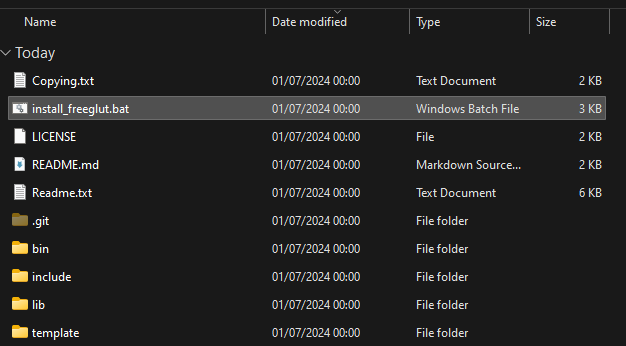 Name Date modified Type Size
Today
Copying.txt 01/07/2024 00:00 Text Document 2 KB
install_freeglut.bat 01/07/2024 00:00 Windows Batch File 3 KB
LICENSE 01/07/2024 00:00 File 2 KB
README.md 01/07/2024 00:00 Markdown Source... 2 KB
Readme.txt 01/07/2024 00:00 Text Document 6 KB
.git 01/07/2024 00:00 File folder
bin 01/07/2024 00:00 File folder
include 01/07/2024 00:00 File folder
lib 01/07/2024 00:00 File folder
template 01/07/2024 00:00 File folder